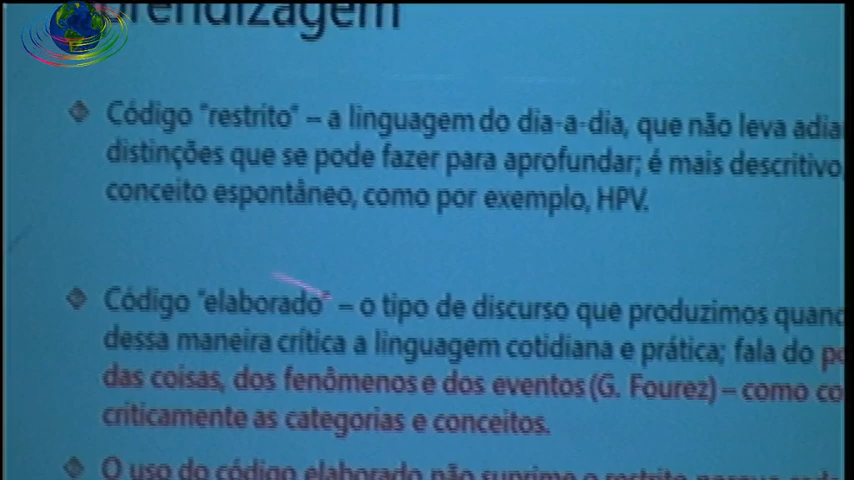 aprendizagem
Código "restrito" – a linguagem do dia-a-dia, que não leva adia
distinções que se pode fazer para aprofundar; é mais descritivo,
conceito espontâneo, como por exemplo, HPV.
Código "elaborado" – o tipo de discurso que produzimos quand
dessa maneira crítica a linguagem cotidiana e prática; fala do
das coisas, dos fenômenos e dos eventos (G. Fourez) – como co
criticamente as categorias e conceitos.
O uso do código elaborado não suprime o restrito porque